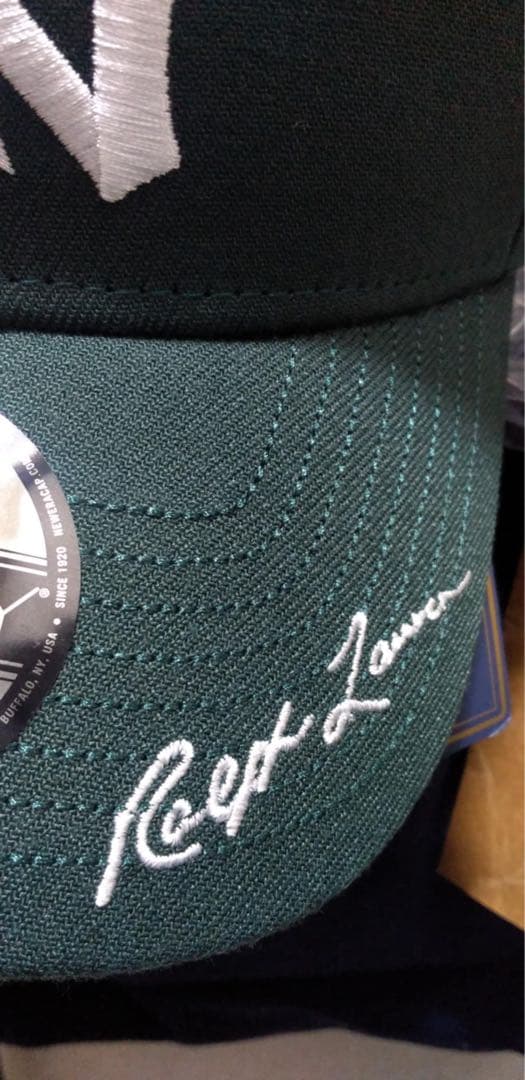 NEWERACAP.CO
SINCE 1920
BUFFALO, NY, USA
Ralph Lauren